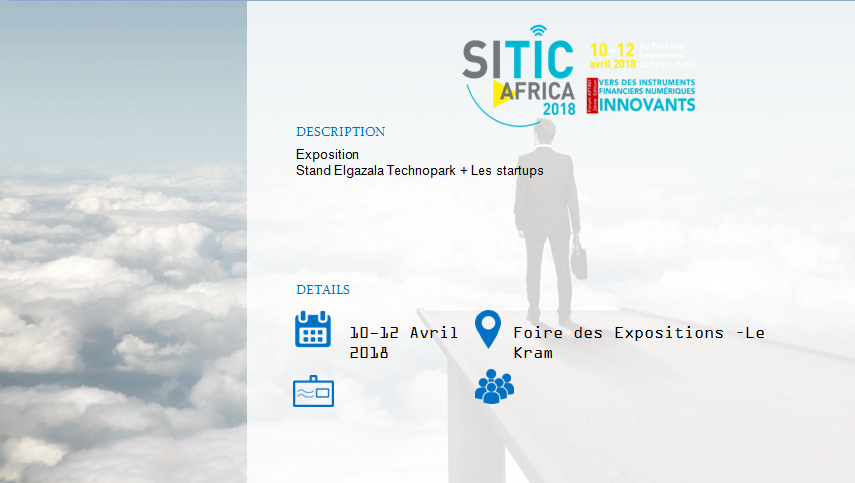 SITIC
AFRICA
2018
10-12
avril 2018
Au Parc des
Expositions
du Kram-Tunis
VERS DES INSTRUMENTS
FINANCIERS NUMÉRIQUES
INNOVANTS
DESCRIPTION
Exposition
Stand Elgazala Technopark + Les startups
DETAILS
10-12 Avril
2018
Foire des Expositions -Le
Kram